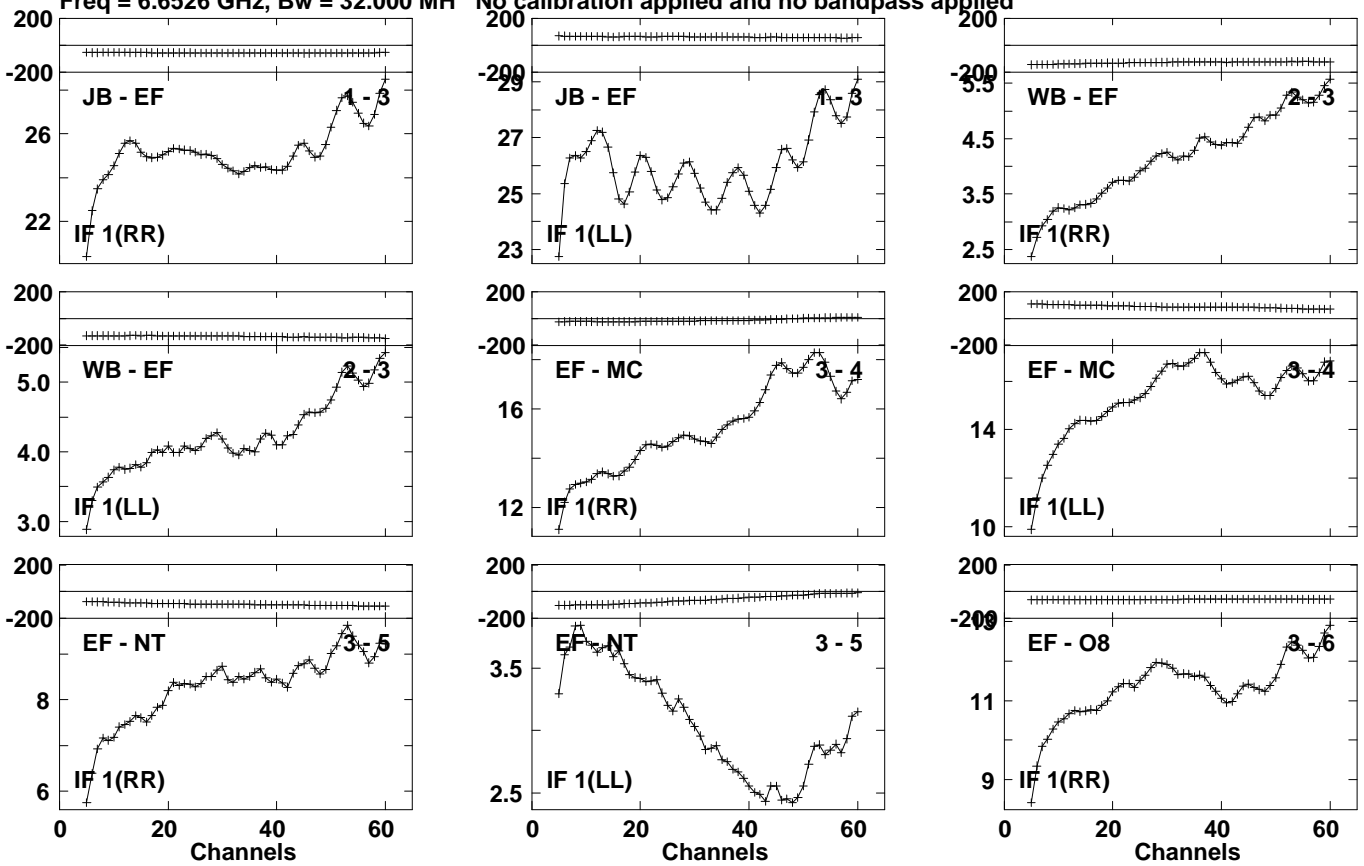 Freq = 6.6526 GHz, Bw = 32.000 MH No calibration applied and no bandpass applied
200
-200
JB - EF 1 - 3
26
22
IF 1(RR)
200
-200
29
JB - EF 1 - 3
27
25
23
IF 1(LL)
200
-200
5.5
WB - EF 2 - 3
4.5
3.5
2.5
IF 1(RR)
200
-200
WB - EF 2 - 3
5.0
4.0
3.0
IF 1(LL)
200
-200
EF - MC 3 - 4
16
12
IF 1(RR)
200
-200
EF - MC 3 - 4
14
10
IF 1(LL)
200
-200
EF - NT 3 - 5
8
6
IF 1(RR)
0 20 40 60
Channels
200
-200
EF - NT 3 - 5
3.5
2.5
IF 1(LL)
0 20 40 60
Channels
200
-200
13
EF - O8 3 - 6
11
9
IF 1(RR)
0 20 40 60
Channels